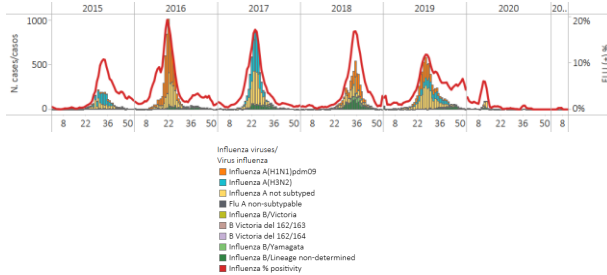 2015 2016 2017 2018 2019 2020 20...
1000 20%
500 10%
0 0%
N. cases/casos
FLU (+) %
8 22 36 50 8 22 36 50 8 22 36 50 8 22 36 50 8 22 36 50 8 22 36 50 8
Influenza viruses/
Virus influenza
Influenza A(H1N1)pdm09
Influenza A(H3N2)
Influenza A not subtyped
Flu A non-subtypable
Influenza B/Victoria
B Victoria del 162/163
B Victoria del 162/164
Influenza B/Yamagata
Influenza B/Lineage non-determined
Influenza % positivity